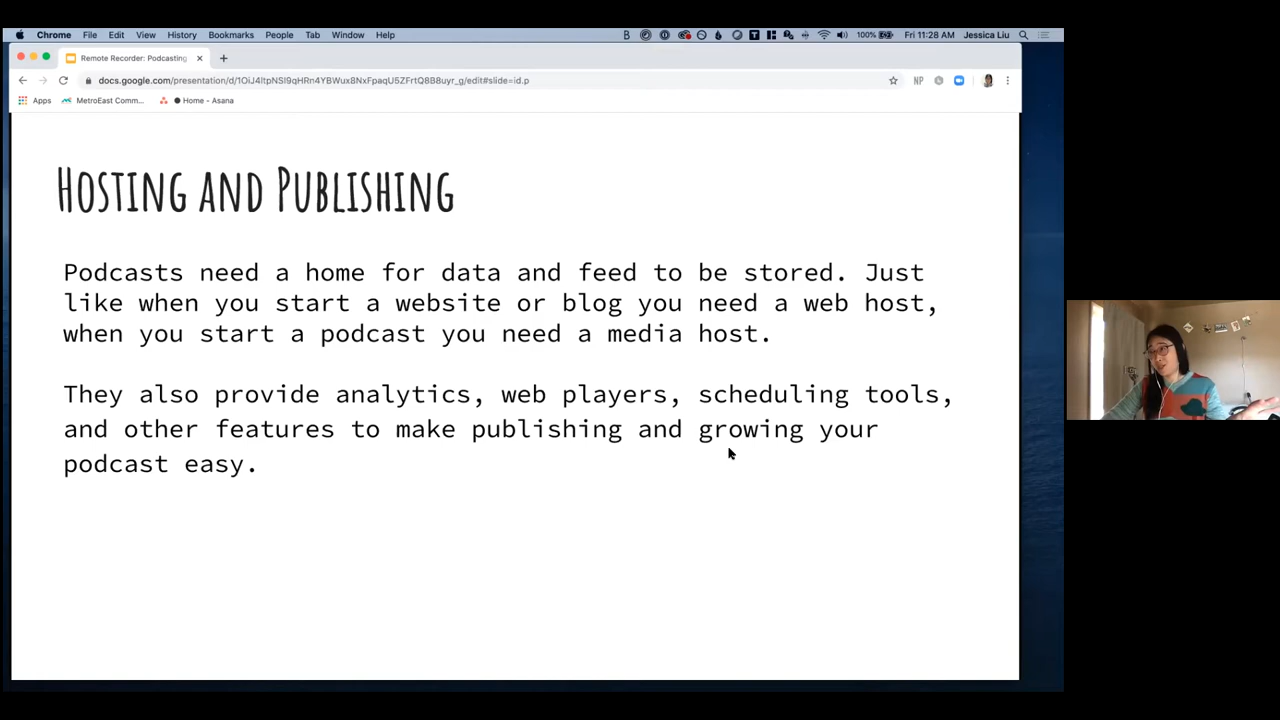 Chrome File Edit View History Bookmarks People Tab Window Help 100% Fri 11:28 AM Jessica Liu
Remote Recorder: Podcasting
docs.google.com/presentation/d/
Apps MetroEast Comm... Home - Asana
NP
Hosting and Publishing
Podcasts need a home for data and feed to be stored. Just
like when you start a website or blog you need a web host,
when you start a podcast you need a media host.
They also provide analytics, web players, scheduling tools,
and other features to make publishing and growing your
podcast easy.